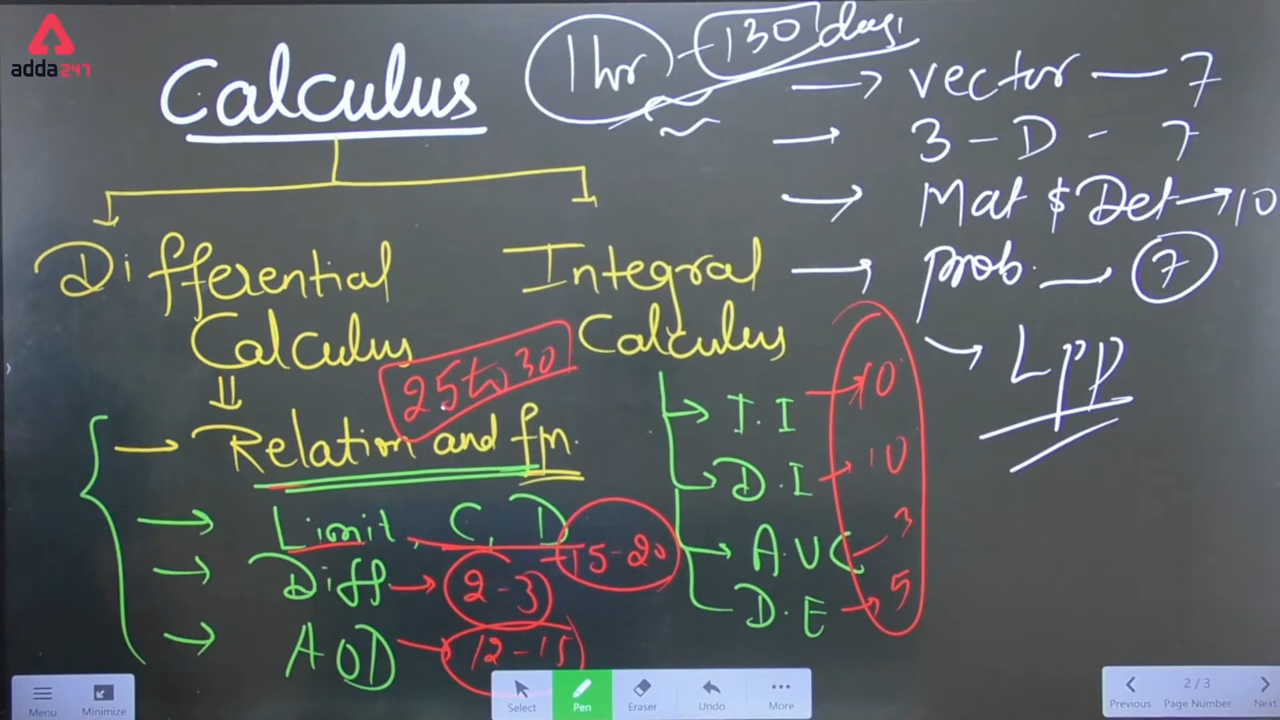 adda247
Calculus
1 hr - 130 days
Differential
Calculus
Integral
Calculus
25 to 30
Relation and fn.
Limit, C, D 15-20
Diff → 2-3
AOD → 12-15
I.I → 10
D.I → 10
A.U.C - 3
D.E → 5
→ vector — 7
→ 3-D - 7
→ Mat & Det → 10
→ prob. — 7
→ Lpp
Menu
Minimize
Select
Pen
Eraser
Undo
More
Previous
2/3
Page Number
Next